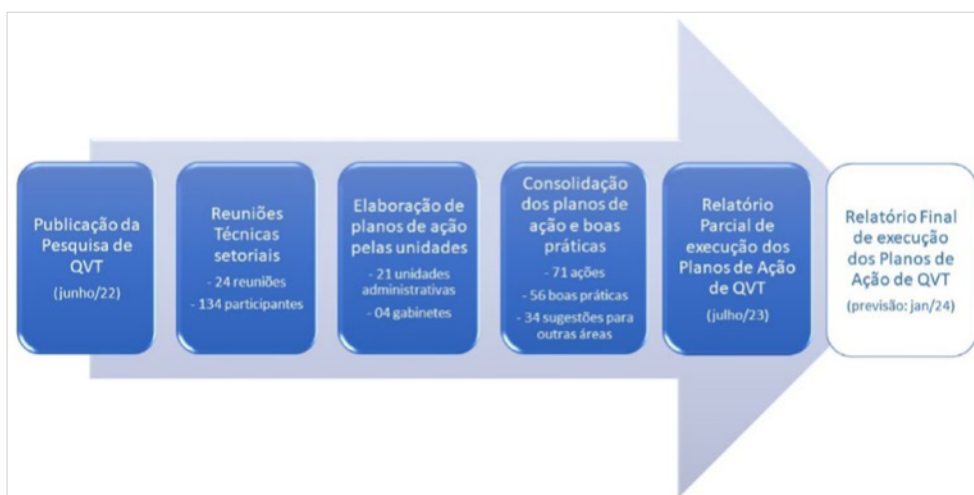 Publicação da
Pesquisa de
QVT
(junho/22)
Reuniões
Técnicas
setoriais
- 24 reuniões
- 134 participantes
Elaboração de
planos de ação
pelas unidades
- 21 unidades
administrativas
- 04 gabinetes
Consolidação
dos planos de
ação e boas
práticas
- 71 ações
- 56 boas práticas
- 34 sugestões para
outras áreas
Relatório
Parcial de
execução dos
Planos de Ação
de QVT
(julho/23)
Relatório Final
de execução
dos Planos de
Ação de QVT
(previsão: jan/24)